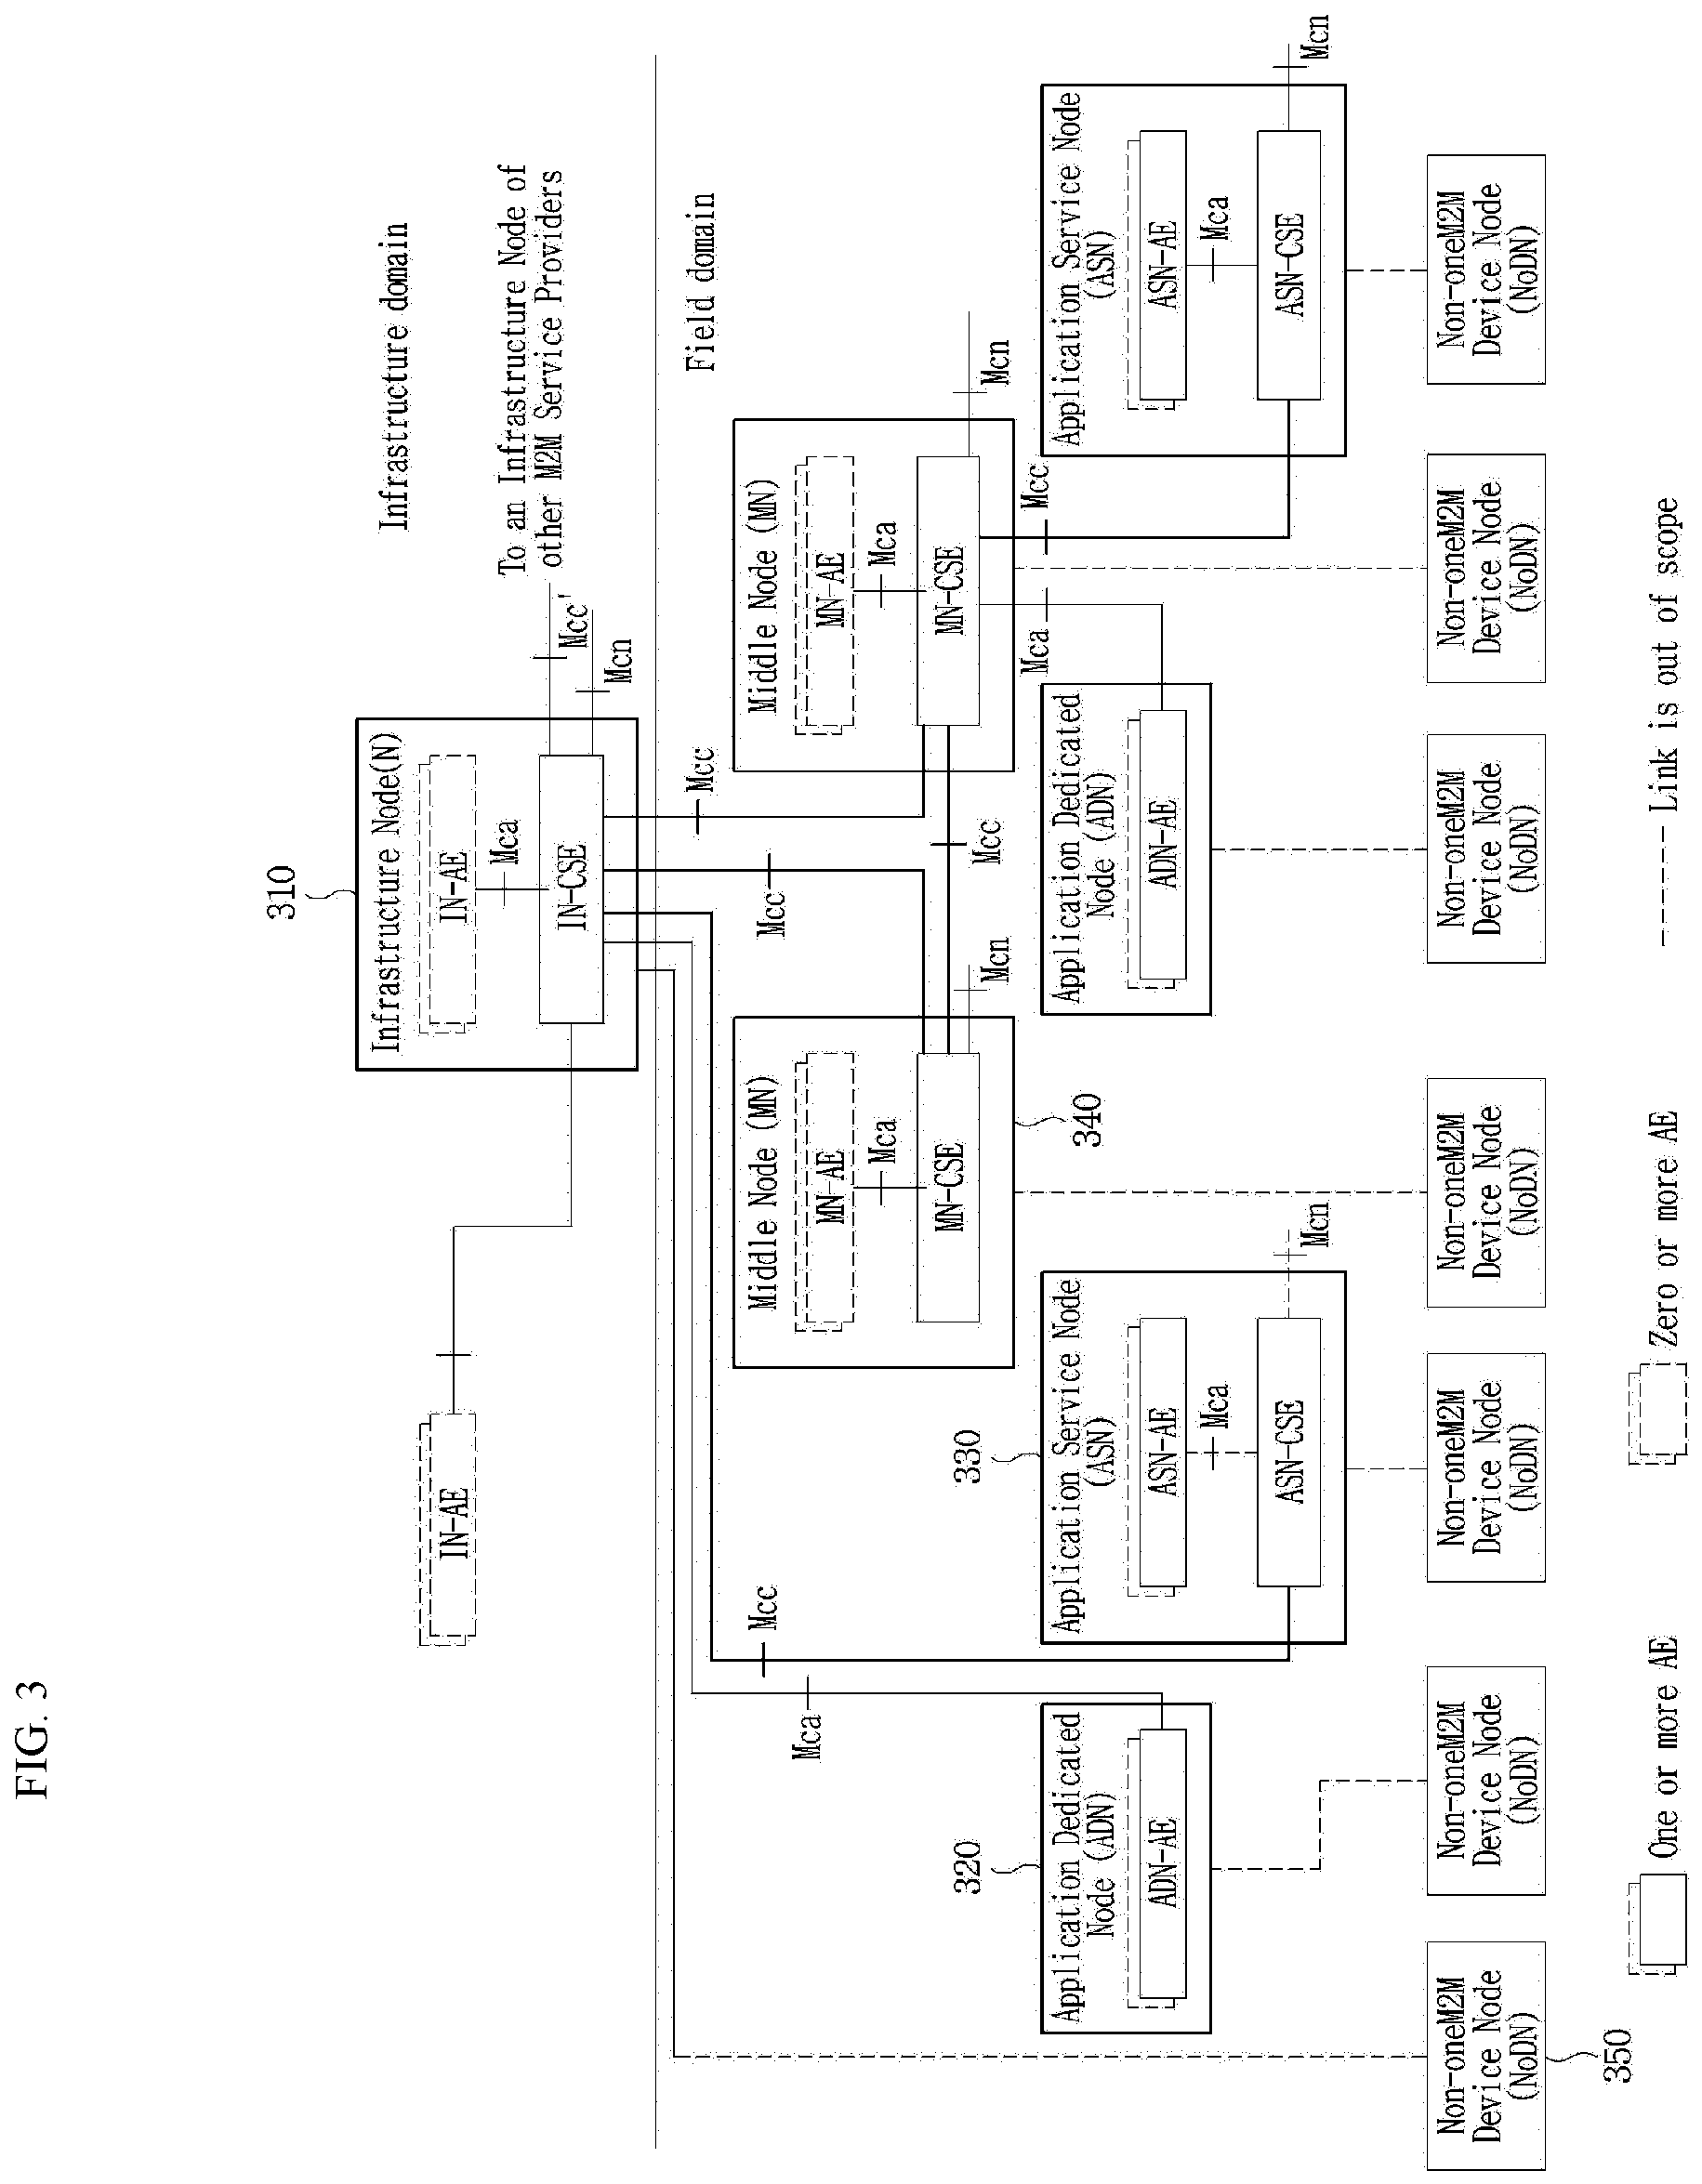 FIG. 3
Infrastructure domain
310
Infrastructure Node(N)
IN-AE
Mca
IN-CSE
IN-AE
Mcc'
Mcn
To an Infrastructure Node of
other M2M Service Providers
Field domain
Mca
Mcc
Mcc
Mcc
Middle Node (MN)
MN-AE
Mca
MN-CSE
Mcn
340
Mcc
Middle Node (MN)
MN-AE
Mca
MN-CSE
Mcn
Mca
Mcc
320
Application Dedicated
Node (ADN)
ADN-AE
330
Application Service Node
(ASN)
ASN-AE
Mca
ASN-CSE
Mcn
Application Dedicated
Node (ADN)
ADN-AE
Application Service Node
(ASN)
ASN-AE
Mca
ASN-CSE
Mcn
Non-oneM2M
Device Node
(NoDN)
350
Non-oneM2M
Device Node
(NoDN)
Non-oneM2M
Device Node
(NoDN)
Non-oneM2M
Device Node
(NoDN)
Non-oneM2M
Device Node
(NoDN)
Non-oneM2M
Device Node
(NoDN)
Non-oneM2M
Device Node
(NoDN)
One or more AE
Zero or more AE
Link is out of scope